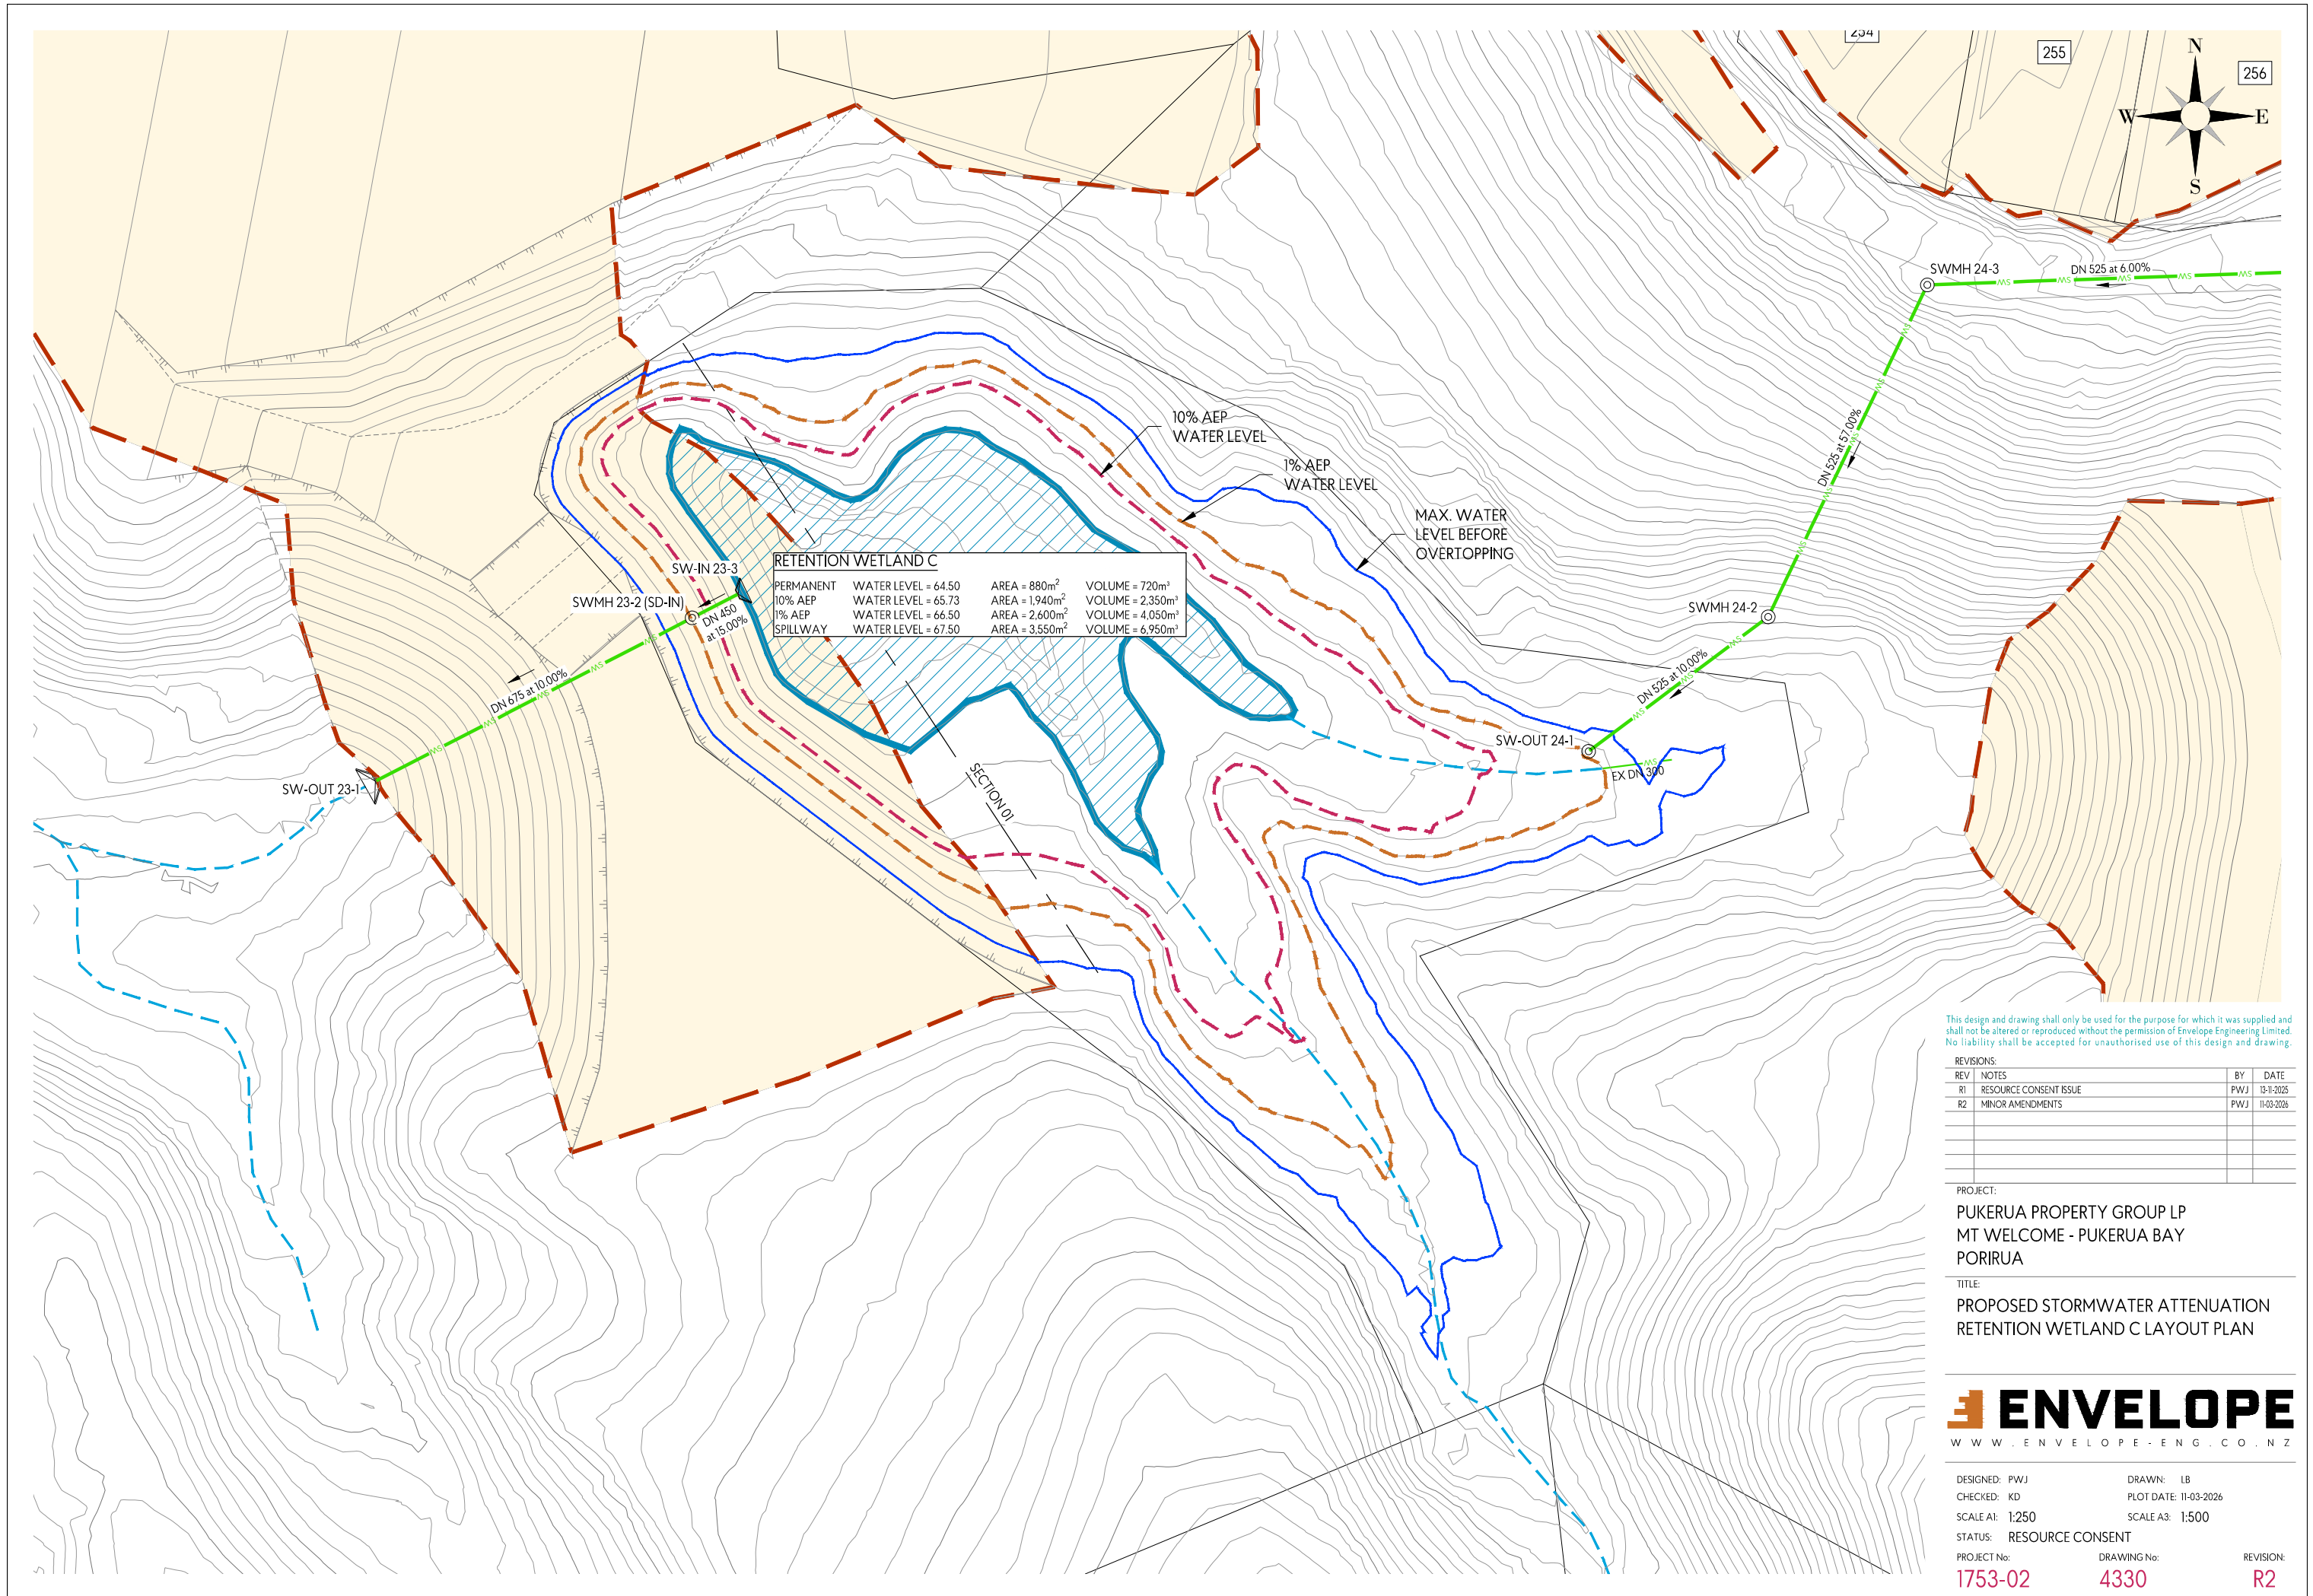 254
255
256
N
W E
S
SWMH 24-3
DN 525 at 6.00%
SW SW SW SW
SW
DN 525 at 57.00%
10% AEP
WATER LEVEL
1% AEP
WATER LEVEL
MAX. WATER
LEVEL BEFORE
OVERTOPPING
RETENTION WETLAND C
PERMANENT WATER LEVEL = 64.50 AREA = 880m² VOLUME = 720m³
10% AEP WATER LEVEL = 65.73 AREA = 1,940m² VOLUME = 2,350m³
1% AEP WATER LEVEL = 66.50 AREA = 2,600m² VOLUME = 4,050m³
SPILLWAY WATER LEVEL = 67.50 AREA = 3,550m² VOLUME = 6,950m³
SW-IN 23-3
SWMH 23-2 (SD-IN)
DN 450
at 15.00%
DN 675 at 10.00%
SW-OUT 23-1
SWMH 24-2
DN 525 at 10.00%
SW-OUT 24-1
EX DN 300
SECTION 01
This design and drawing shall only be used for the purpose for which it was supplied and
shall not be altered or reproduced without the permission of Envelope Engineering Limited.
No liability shall be accepted for unauthorised use of this design and drawing.
REVISIONS:
REV NOTES BY DATE
R1 RESOURCE CONSENT ISSUE PWJ 13-11-2025
R2 MINOR AMENDMENTS PWJ 11-03-2026
PROJECT:
PUKERUA PROPERTY GROUP LP
MT WELCOME - PUKERUA BAY
PORIRUA
TITLE:
PROPOSED STORMWATER ATTENUATION
RETENTION WETLAND C LAYOUT PLAN
ENVELOPE
WWW.ENVELOPE-ENG.CO.NZ
DESIGNED: PWJ DRAWN: LB
CHECKED: KD PLOT DATE: 11-03-2026
SCALE A1: 1:250 SCALE A3: 1:500
STATUS: RESOURCE CONSENT
PROJECT No: DRAWING No: REVISION:
1753-02 4330 R2